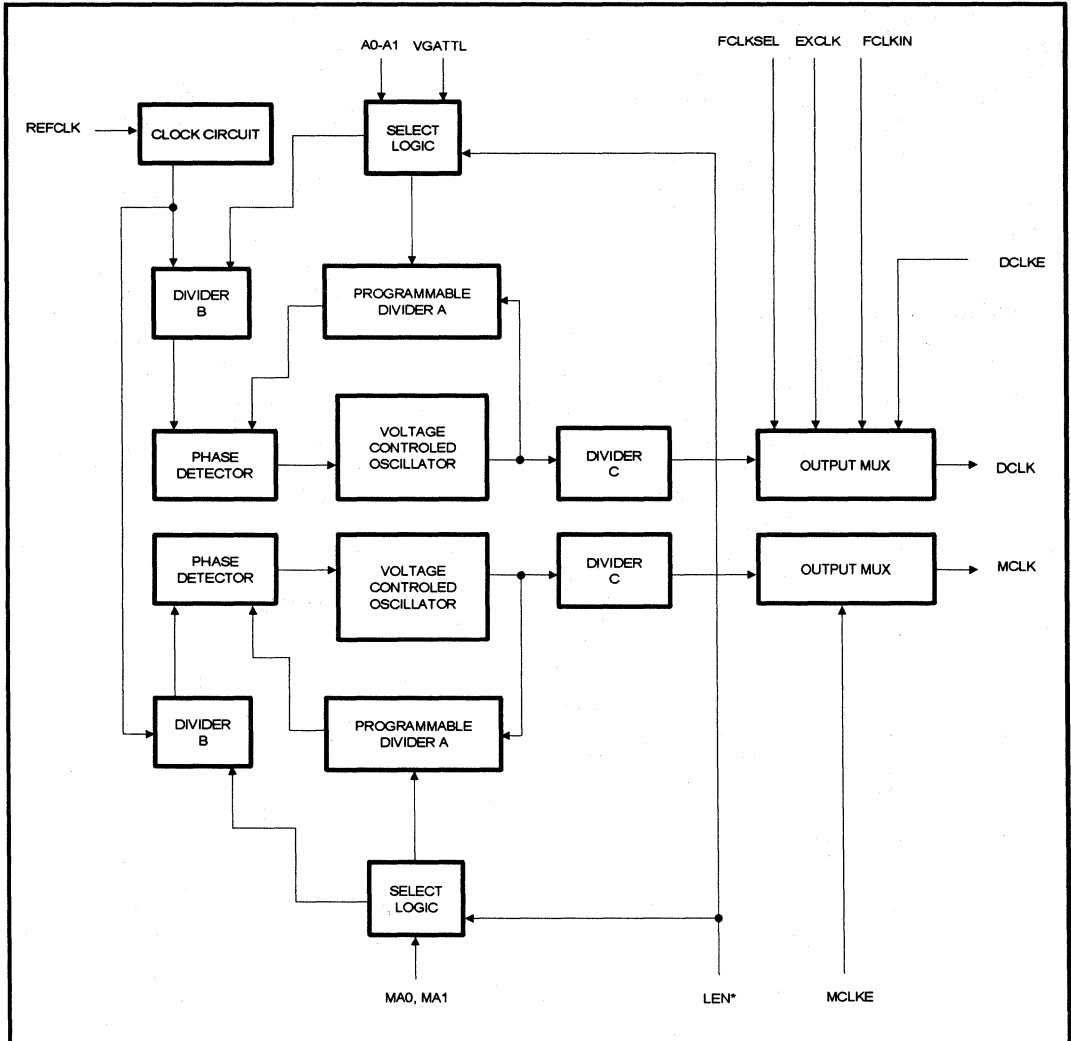 A0-A1 VGATTL
FCLKSEL EXCLK FCLKIN
REFCLK
CLOCK CIRCUIT
SELECT
LOGIC
DIVIDER
B
PROGRAMMABLE
DIVIDER A
DCLKE
PHASE
DETECTOR
VOLTAGE
CONTROLED
OSCILLATOR
DIVIDER
C
OUTPUT MUX
DCLK
PHASE
DETECTOR
VOLTAGE
CONTROLED
OSCILLATOR
DIVIDER
C
OUTPUT MUX
MCLK
DIVIDER
B
PROGRAMMABLE
DIVIDER A
SELECT
LOGIC
MA0, MA1
LEN*
MCLKE